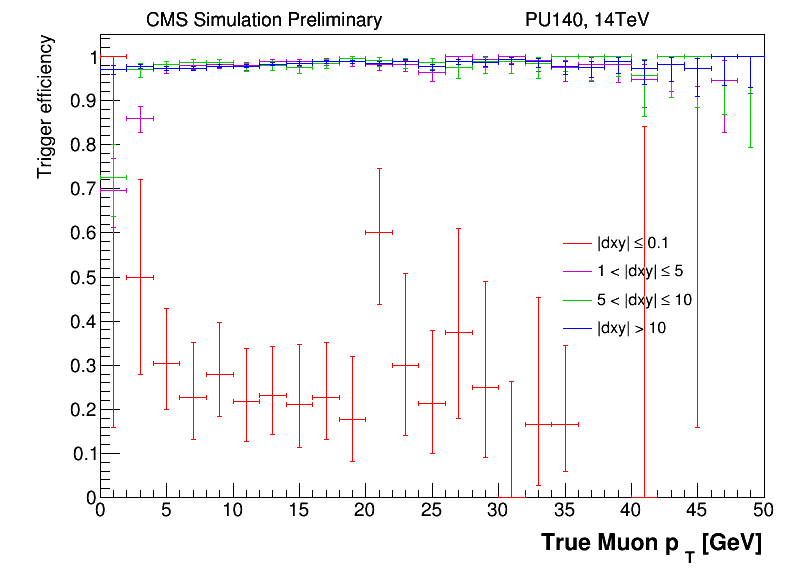 CMS Simulation Preliminary PU140, 14TeV
Trigger efficiency
1
0.9
0.8
0.7
0.6
0.5
0.4
0.3
0.2
0.1
0
|dxy| ≤ 0.1
1 < |dxy| ≤ 5
5 < |dxy| ≤ 10
|dxy| > 10
0 5 10 15 20 25 30 35 40 45 50
True Muon p T [GeV]